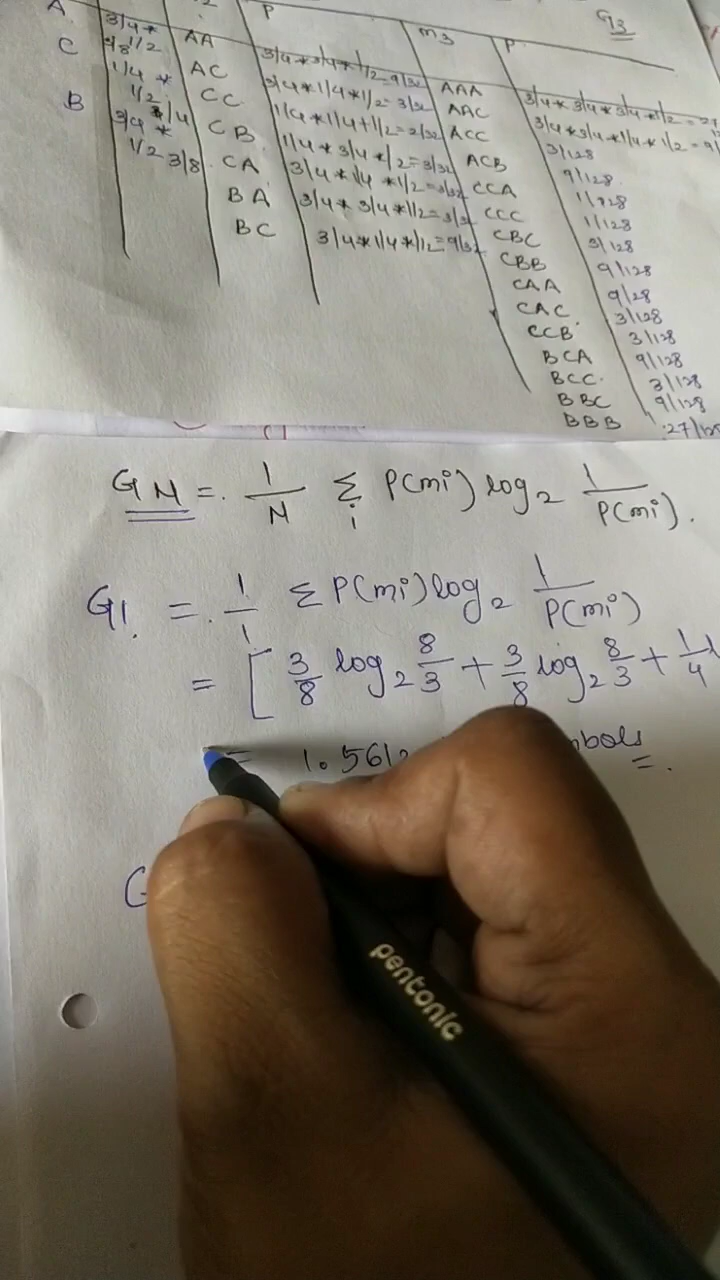 G3
A 3/4* P m3 P
C 1/2 AA 3/4*3/4*1/2=9/32 AAA 3/4*3/4*3/4*1/2=27
1/4 * AC 3/4*1/4*1/2=3/32 AAC 3/4*3/4*1/4*1/2=9/
1/2 1/4 CC 1/4*1/4+1/2=2/32 ACC 3/128
B 3/4* CB 1/4*3/4*/2=3/32 ACB 9/128
1/2 3/8 CA 3/4*1/4*1/2=3/32 CCA 1/128
BA 3/4*3/4*1/2=3/32 CCC 1/128
BC 3/4*1/4*1/2=9/32 CBC 3/128
CBB 9/128
CAA 9/28
CAC 3/128
CCB 3/128
BCA 9/128
BCC 3/128
BBC 9/128
BBB 27/128
GN = 1/N Σi P(mi) log2 1/P(mi).
G1. = 1/1 Σ P(mi) log2 1/P(mi)
= [3/8 log2 8/3 + 3/8 log2 8/3 + 1/4 l
= 1.5612 mbols
G
pentonic